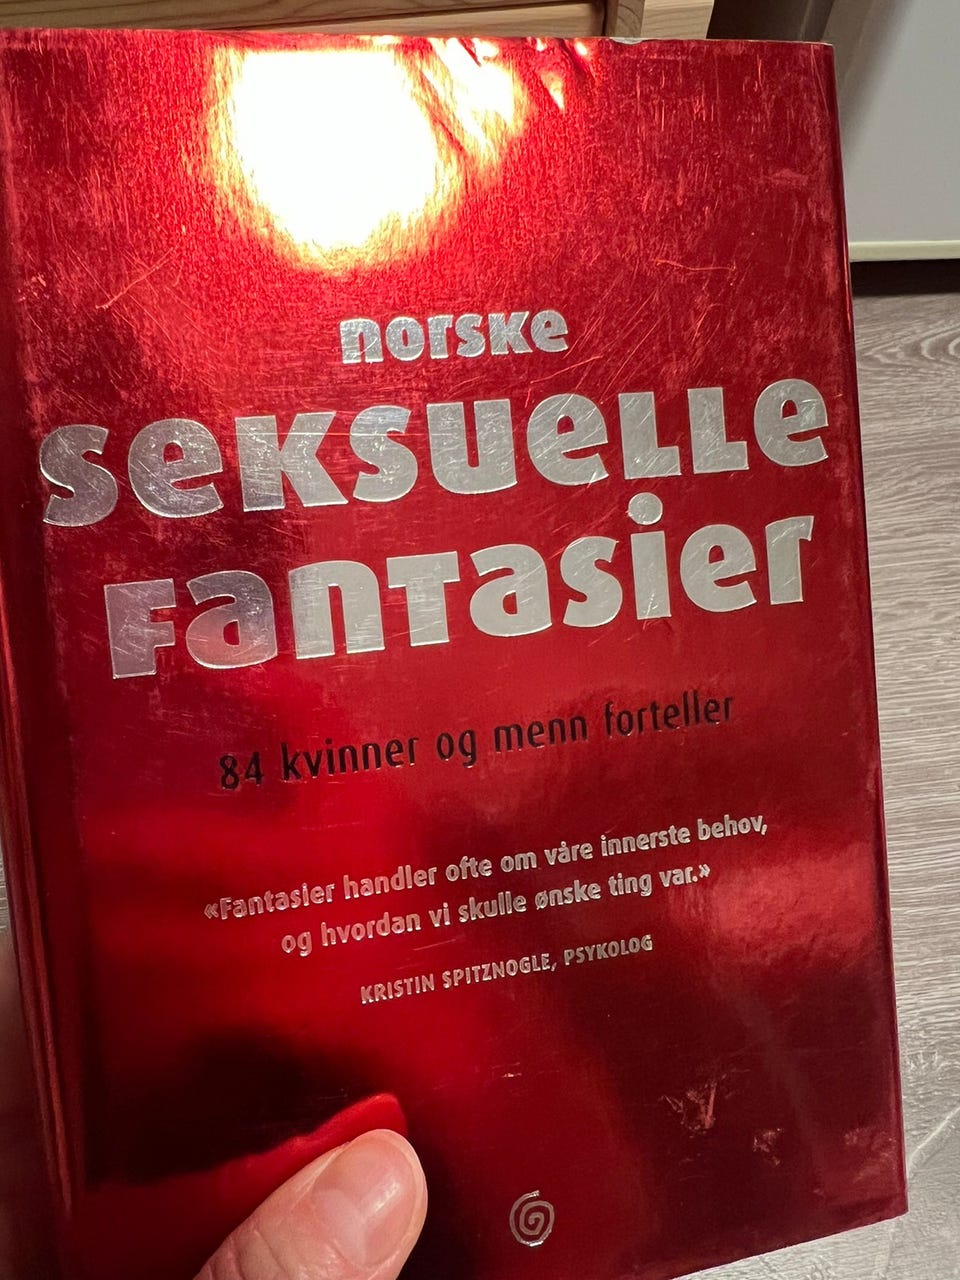 norske
seksuelle
fantasier
84 kvinner og menn forteller
«Fantasier handler ofte om våre innerste behov,
og hvordan vi skulle ønske ting var.»
KRISTIN SPITZNOGLE, PSYKOLOG